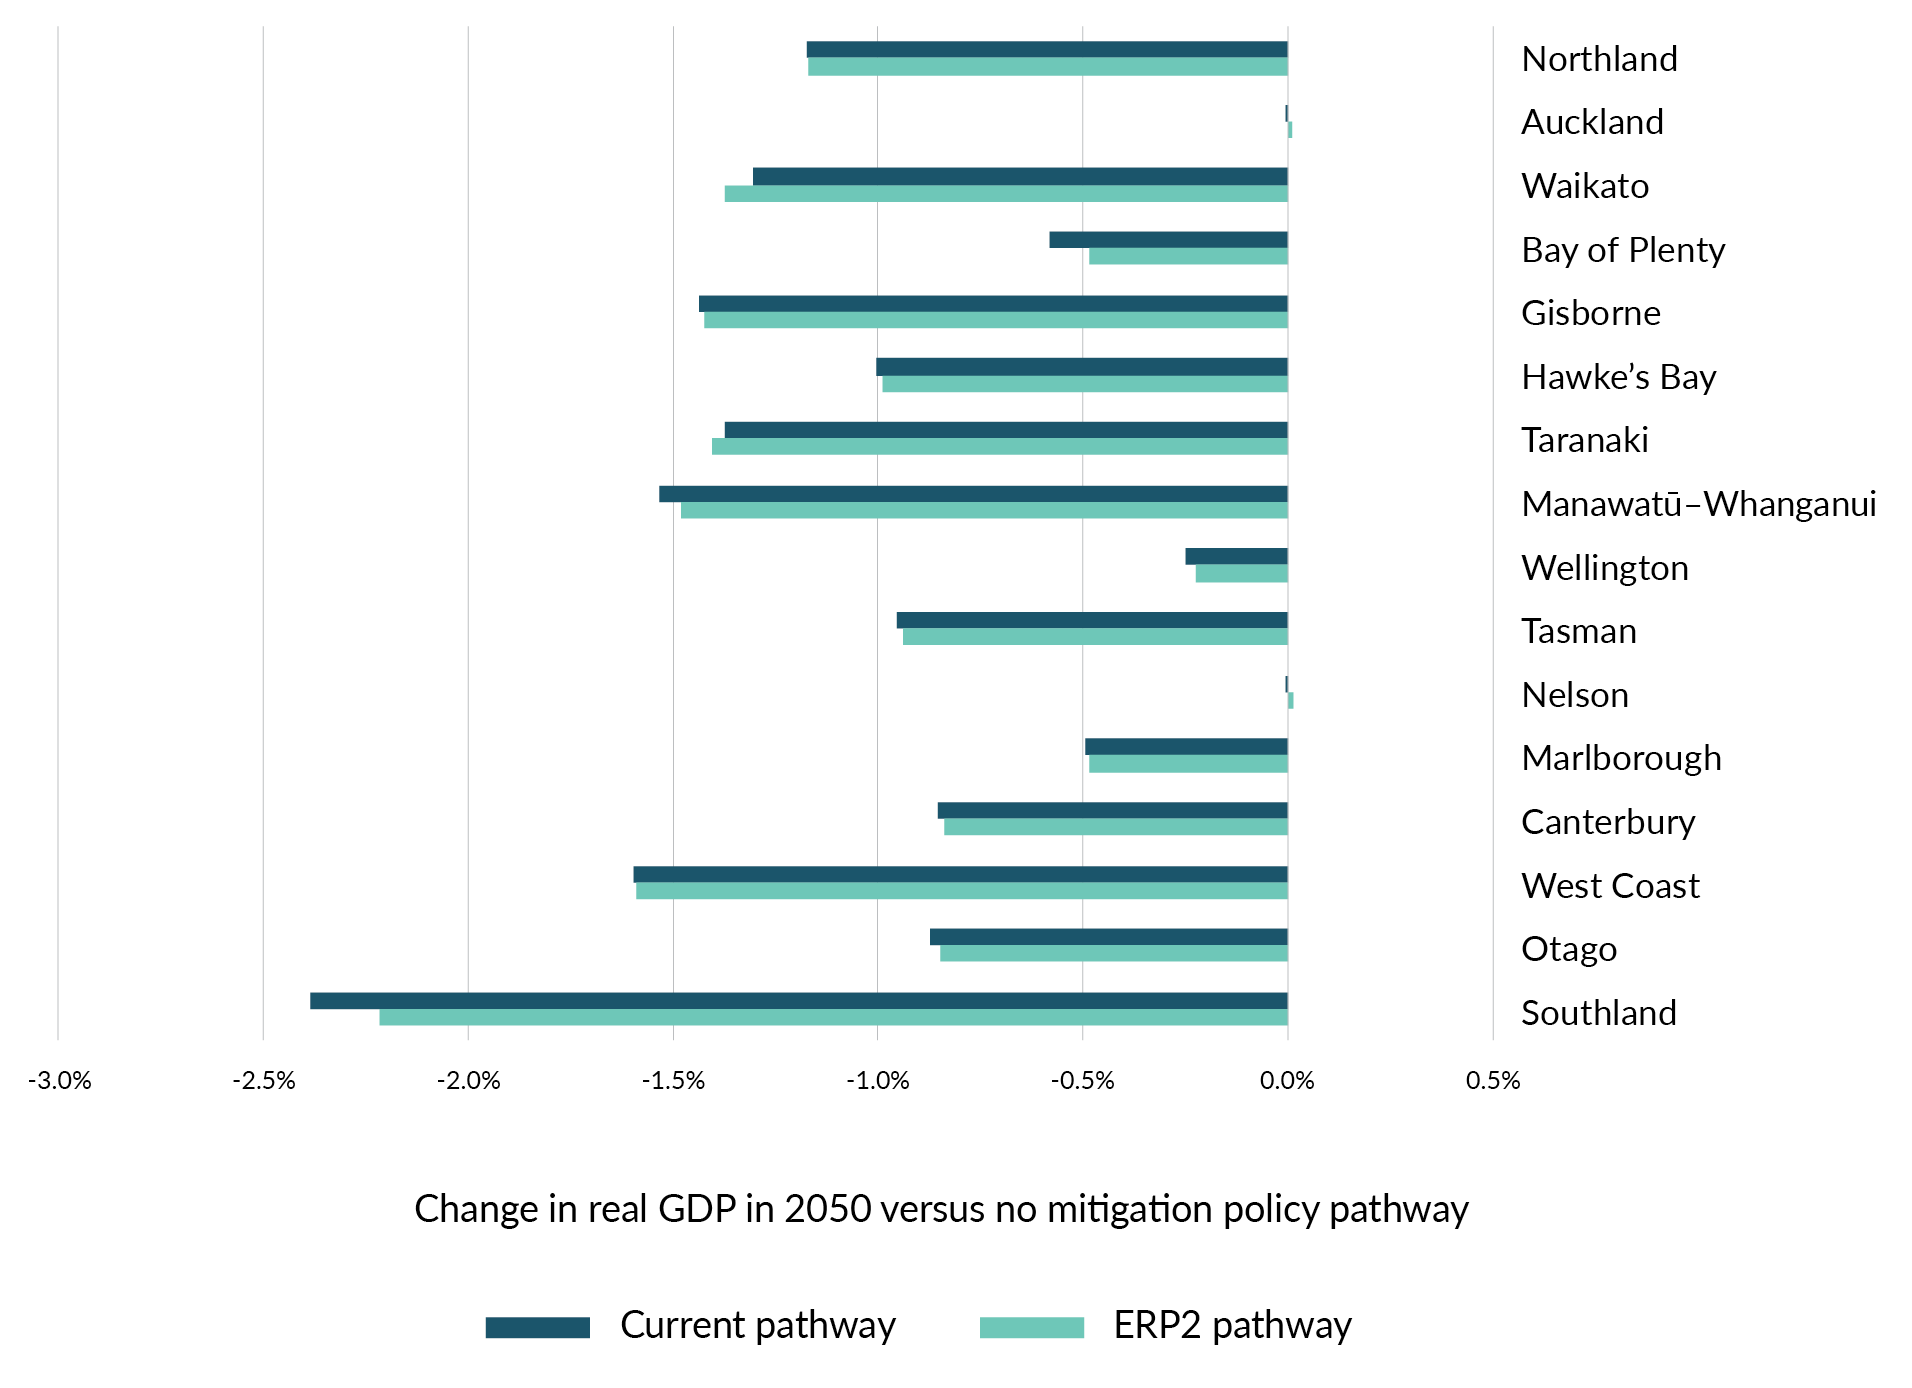 Northland
Auckland
Waikato
Bay of Plenty
Gisborne
Hawke’s Bay
Taranaki
Manawatū–Whanganui
Wellington
Tasman
Nelson
Marlborough
Canterbury
West Coast
Otago
Southland
-3.0% -2.5% -2.0% -1.5% -1.0% -0.5% 0.0% 0.5%
Change in real GDP in 2050 versus no mitigation policy pathway
Current pathway ERP2 pathway